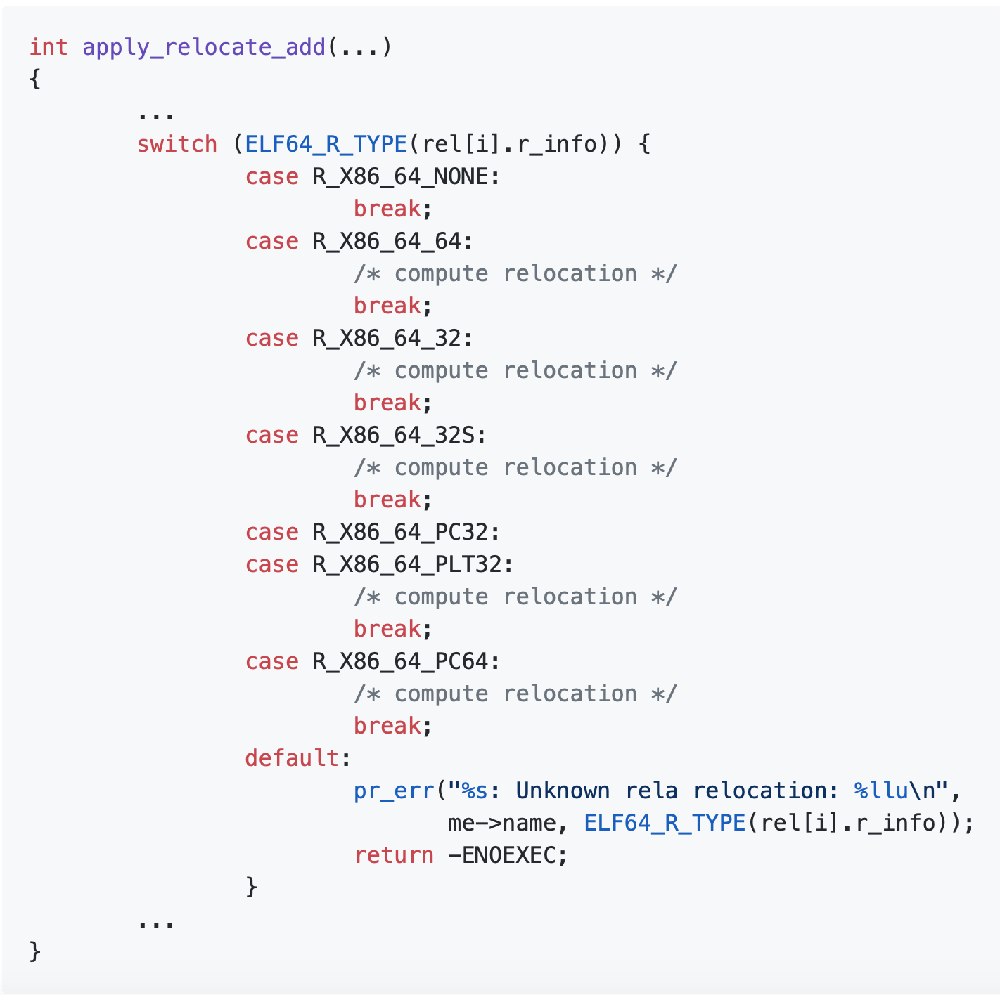 int apply_relocate_add(...)
{
        ...
        switch (ELF64_R_TYPE(rel[i].r_info)) {
                case R_X86_64_NONE:
                        break;
                case R_X86_64_64:
                        /* compute relocation */
                        break;
                case R_X86_64_32:
                        /* compute relocation */
                        break;
                case R_X86_64_32S:
                        /* compute relocation */
                        break;
                case R_X86_64_PC32:
                case R_X86_64_PLT32:
                        /* compute relocation */
                        break;
                case R_X86_64_PC64:
                        /* compute relocation */
                        break;
                default:
                        pr_err("%s: Unknown rela relocation: %llu\n",
                               me->name, ELF64_R_TYPE(rel[i].r_info));
                        return -ENOEXEC;
                }
        ...
}